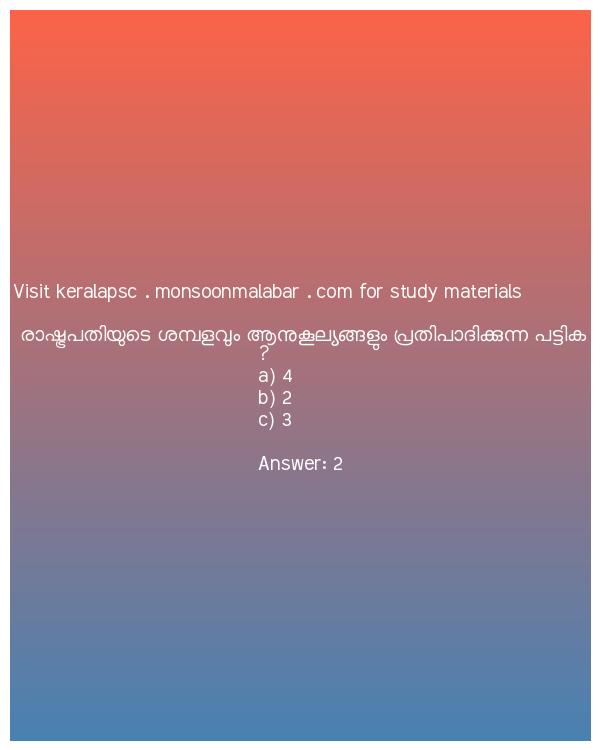 Visit keralapsc . monsoonmalabar . com for study materials
രാഷ്ട്രപതിയുടെ ശമ്പളവും ആനുകൂല്യങ്ങളും പ്രതിപാദിക്കുന്ന പട്ടിക
?
a) 4
b) 2
c) 3
Answer: 2